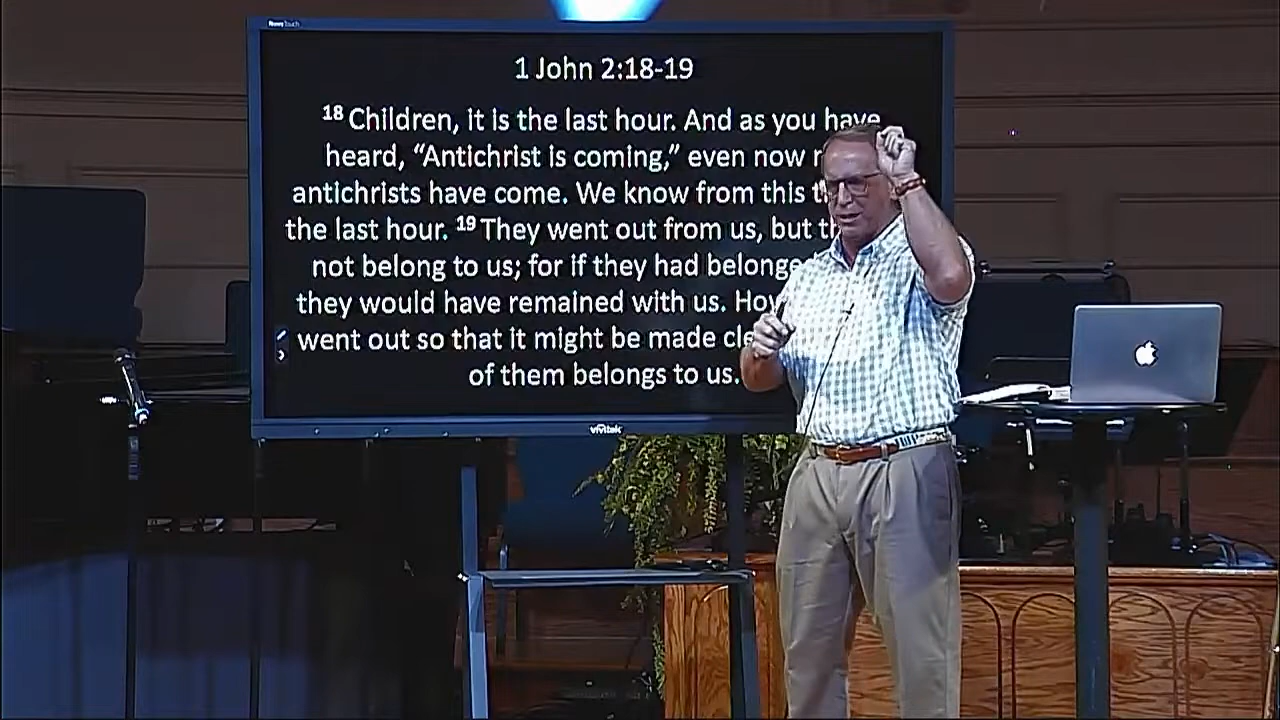 1 John 2:18-19
18 Children, it is the last hour. And as you have
heard, “Antichrist is coming,” even now
antichrists have come. We know from this
the last hour. 19 They went out from us, but
not belong to us; for if they had
they would have remained with us.
went out so that it might be made
of them belongs to us.
vivitek